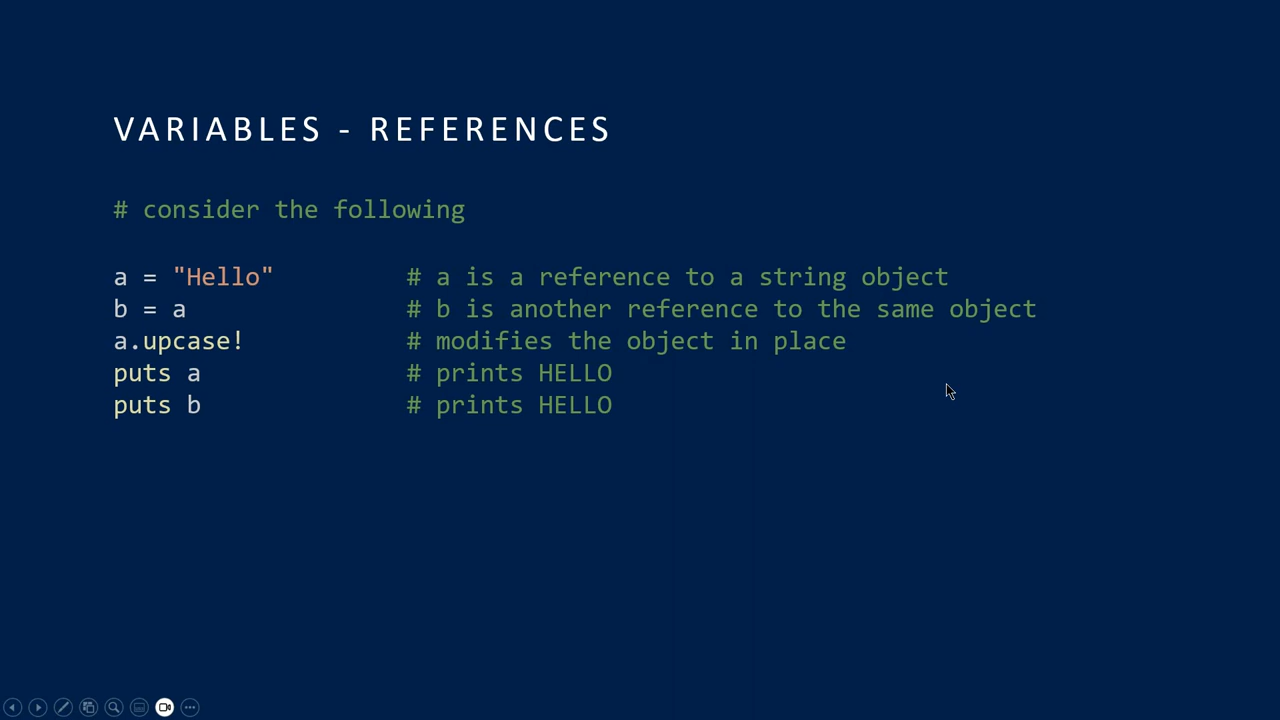 VARIABLES - REFERENCES
# consider the following
a = "Hello" # a is a reference to a string object
b = a # b is another reference to the same object
a.upcase! # modifies the object in place
puts a # prints HELLO
puts b # prints HELLO